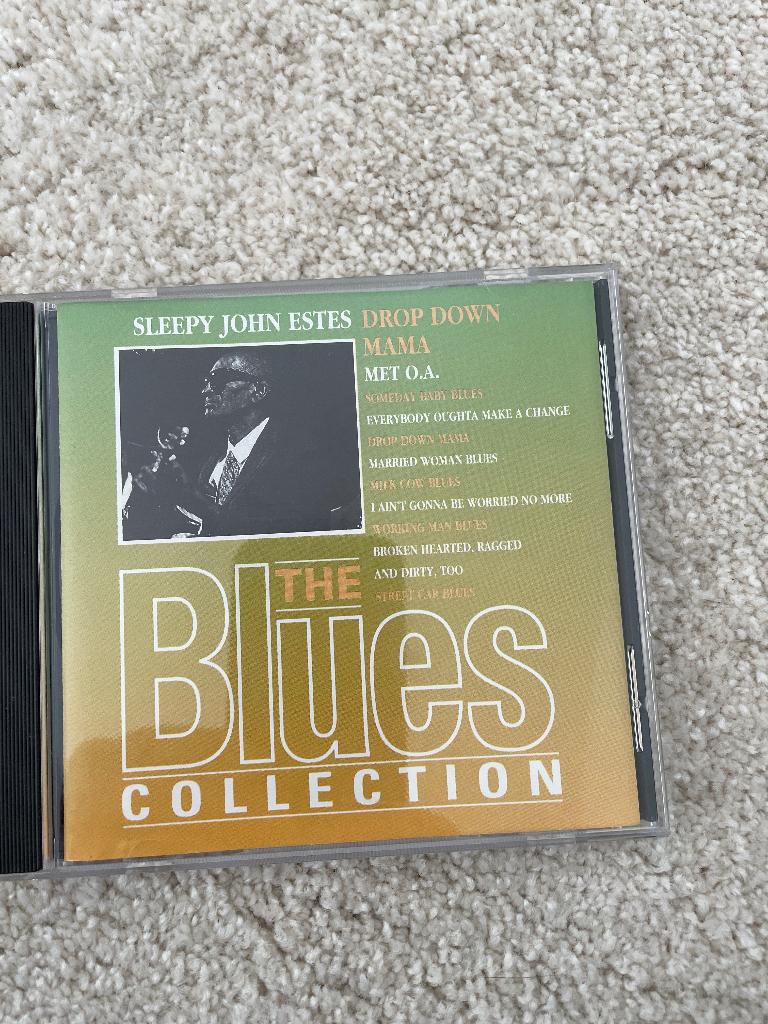 SLEEPY JOHN ESTES DROP DOWN
MAMA
MET O.A.
SOMEDAY BABY BLUES
EVERYBODY OUGHTA MAKE A CHANGE
DROP DOWN MAMA
MARRIED WOMAN BLUES
MILK COW BLUES
I AIN'T GONNA BE WORRIED NO MORE
WORKING MAN BLUES
BROKEN HEARTED, RAGGED
AND DIRTY, TOO
STREET CAR BLUES
THE
Blues
COLLECTION